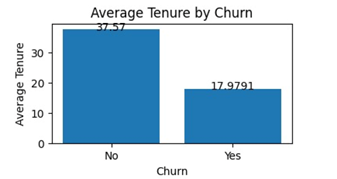 Average Tenure by Churn
37.57
30
20
10
0
17.9791
Average Tenure
No
Yes
Churn